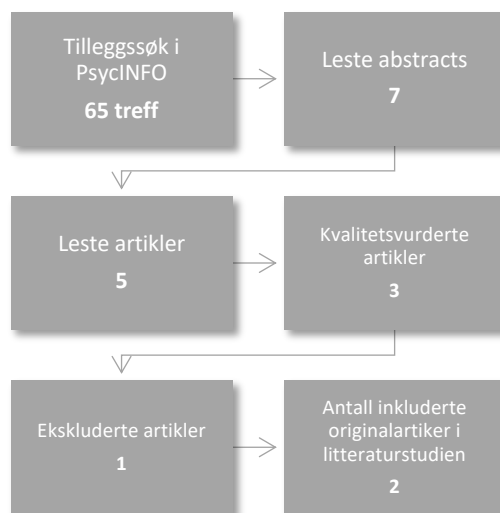 Tilleggssøk i
PsycINFO
65 treff
Leste abstracts
7
Leste artikler
5
Kvalitetsvurderte
artikler
3
Ekskluderte artikler
1
Antall inkluderte
originalartiker i
litteraturstudien
2